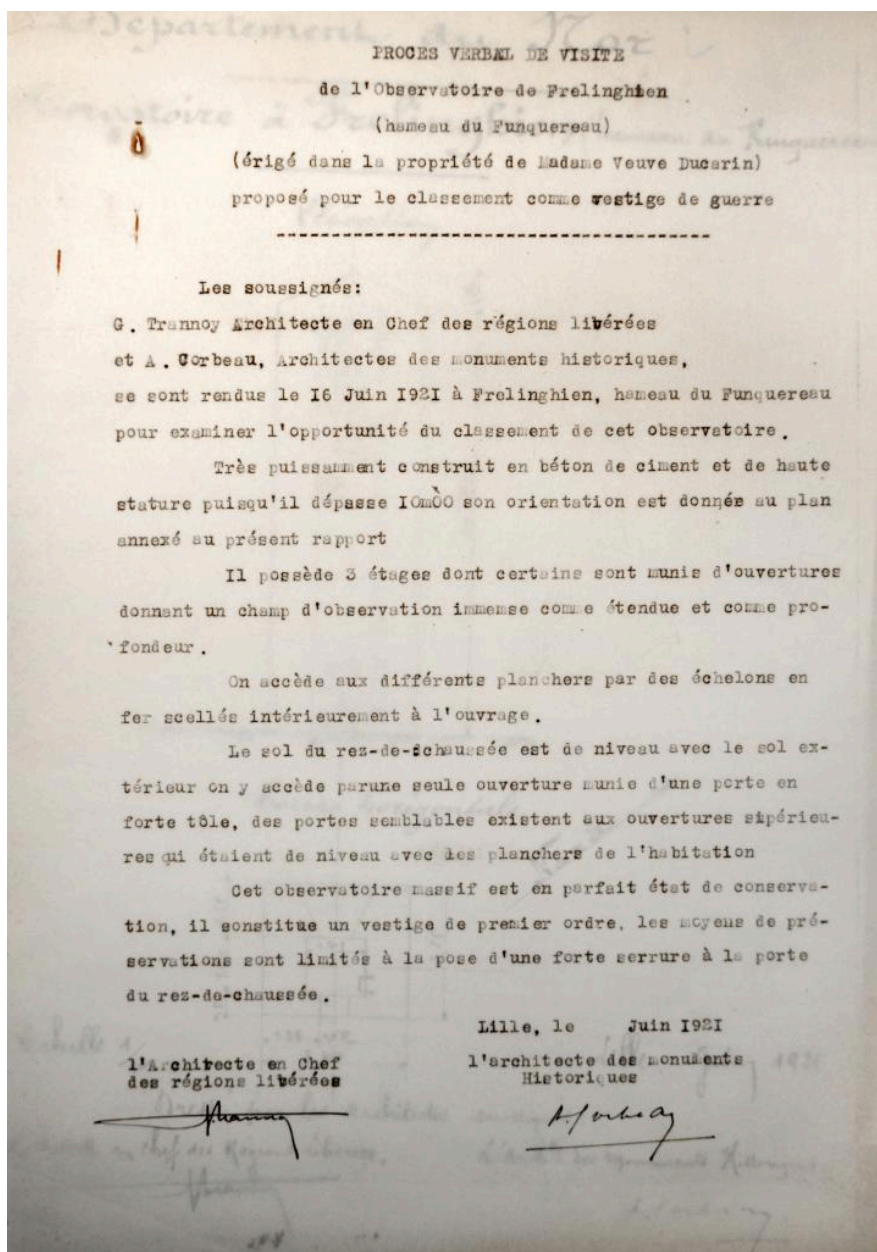 PROCES VERBAL DE VISITE
de l'Observatoire de Frelinghien
(hameau du Funquereau)
(érigé dans la propriété de Madame Veuve Ducarin)
proposé pour le classement comme vestige de guerre
Les soussignés:
G. Trannoy Architecte en Chef des régions libérées
et A. Corbeau, Architectes des monuments historiques,
se sont rendus le I6 Juin I92I à Frelinghien, hameau du Funquereau
pour examiner l'opportunité du classement de cet observatoire.
Très puissamment construit en béton de ciment et de haute
stature puisqu'il dépasse I0m00 son orientation est donnée au plan
annexé au présent rapport
Il possède 3 étages dont certains sont munis d'ouvertures
donnant un champ d'observation immense comme étendue et comme pro-
fondeur.
On accède aux différents planchers par des échelons en
fer scellés intérieurement à l'ouvrage.
Le sol du rez-de-chaussée est de niveau avec le sol ex-
térieur on y accède parune seule ouverture munie d'une porte en
forte tôle, des portes semblables existent aux ouvertures sipérieu-
res qui étaient de niveau avec les planchers de l'habitation
Cet observatoire massif est en parfait état de conserva-
tion, il sonstitue un vestige de premier ordre, les moyens de pré-
servations sont limités à la pose d'une forte serrure à la porte
du rez-de-chaussée.
Lille, le Juin I92I
l'Architecte en Chef
des régions libérées
l'architecte des monuments
Historiques
A. Corbeau